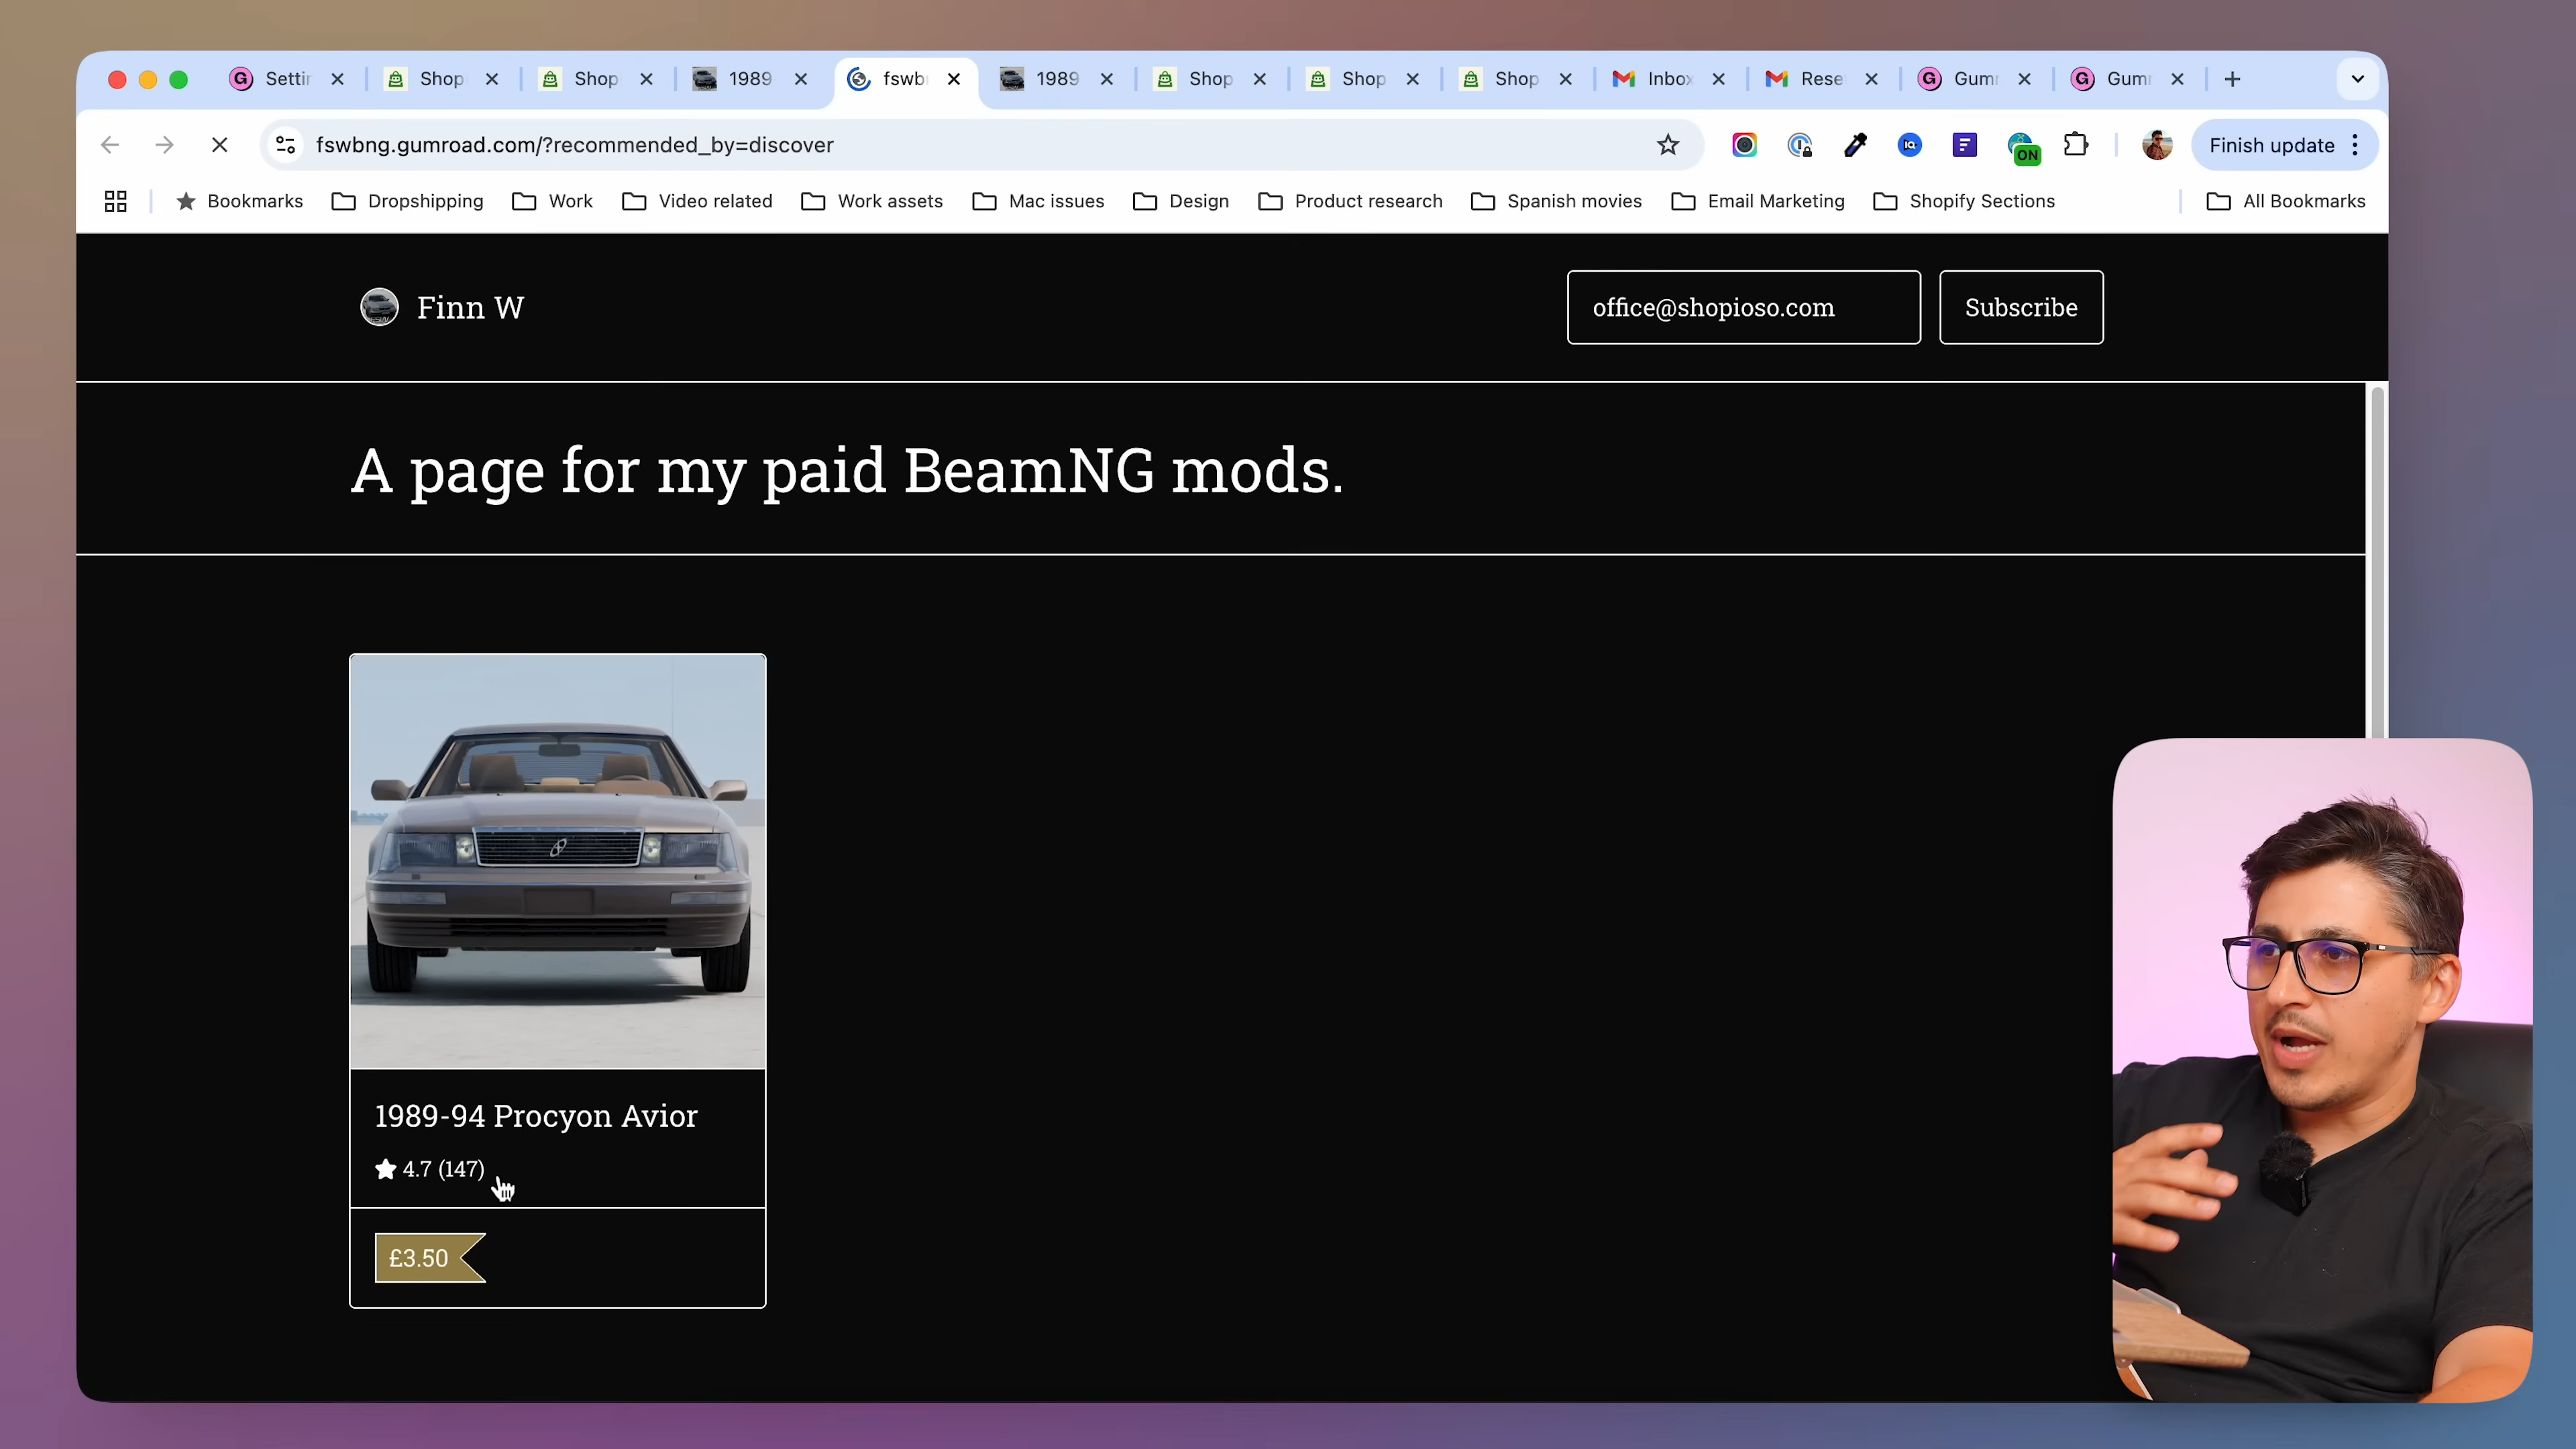 Settin
Shop
Shop
1989
fswb
1989
Shop
Shop
Shop
Inbox
Rese
Gum
Gum
fswbng.gumroad.com/?recommended_by=discover
ON
Finish update
Bookmarks
Dropshipping
Work
Video related
Work assets
Mac issues
Design
Product research
Spanish movies
Email Marketing
Shopify Sections
All Bookmarks
Finn W
office@shopioso.com
Subscribe
A page for my paid BeamNG mods.
1989-94 Procyon Avior
4.7 (147)
£3.50